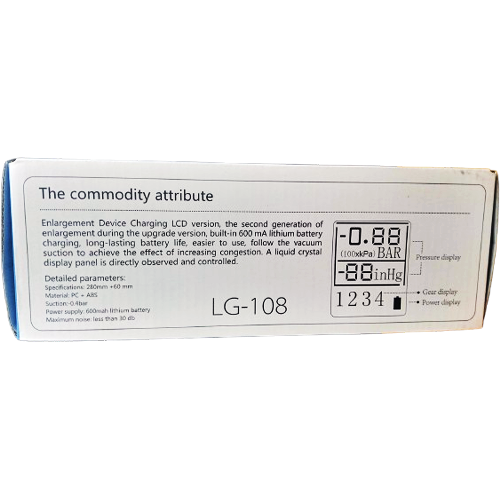 The commodity attribute
Enlargement Device Charging LCD version, the second generation of
enlargement during the upgrade version, built-in 600 mA lithium battery
charging, long-lasting battery life, easier to use, follow the vacuum
suction to achieve the effect of increasing congestion. A liquid crystal
display panel is directly observed and controlled.
Detailed parameters:
Specifications: 280mm +60 mm
Material: PC + ABS
Suction:-0.4bar
Power supply: 600mah lithium battery
Maximum noise: less than 30 db
LG-108
-0.88
(100xkPa) BAR
-88inHg
1234
Pressure display
Gear display
Power display